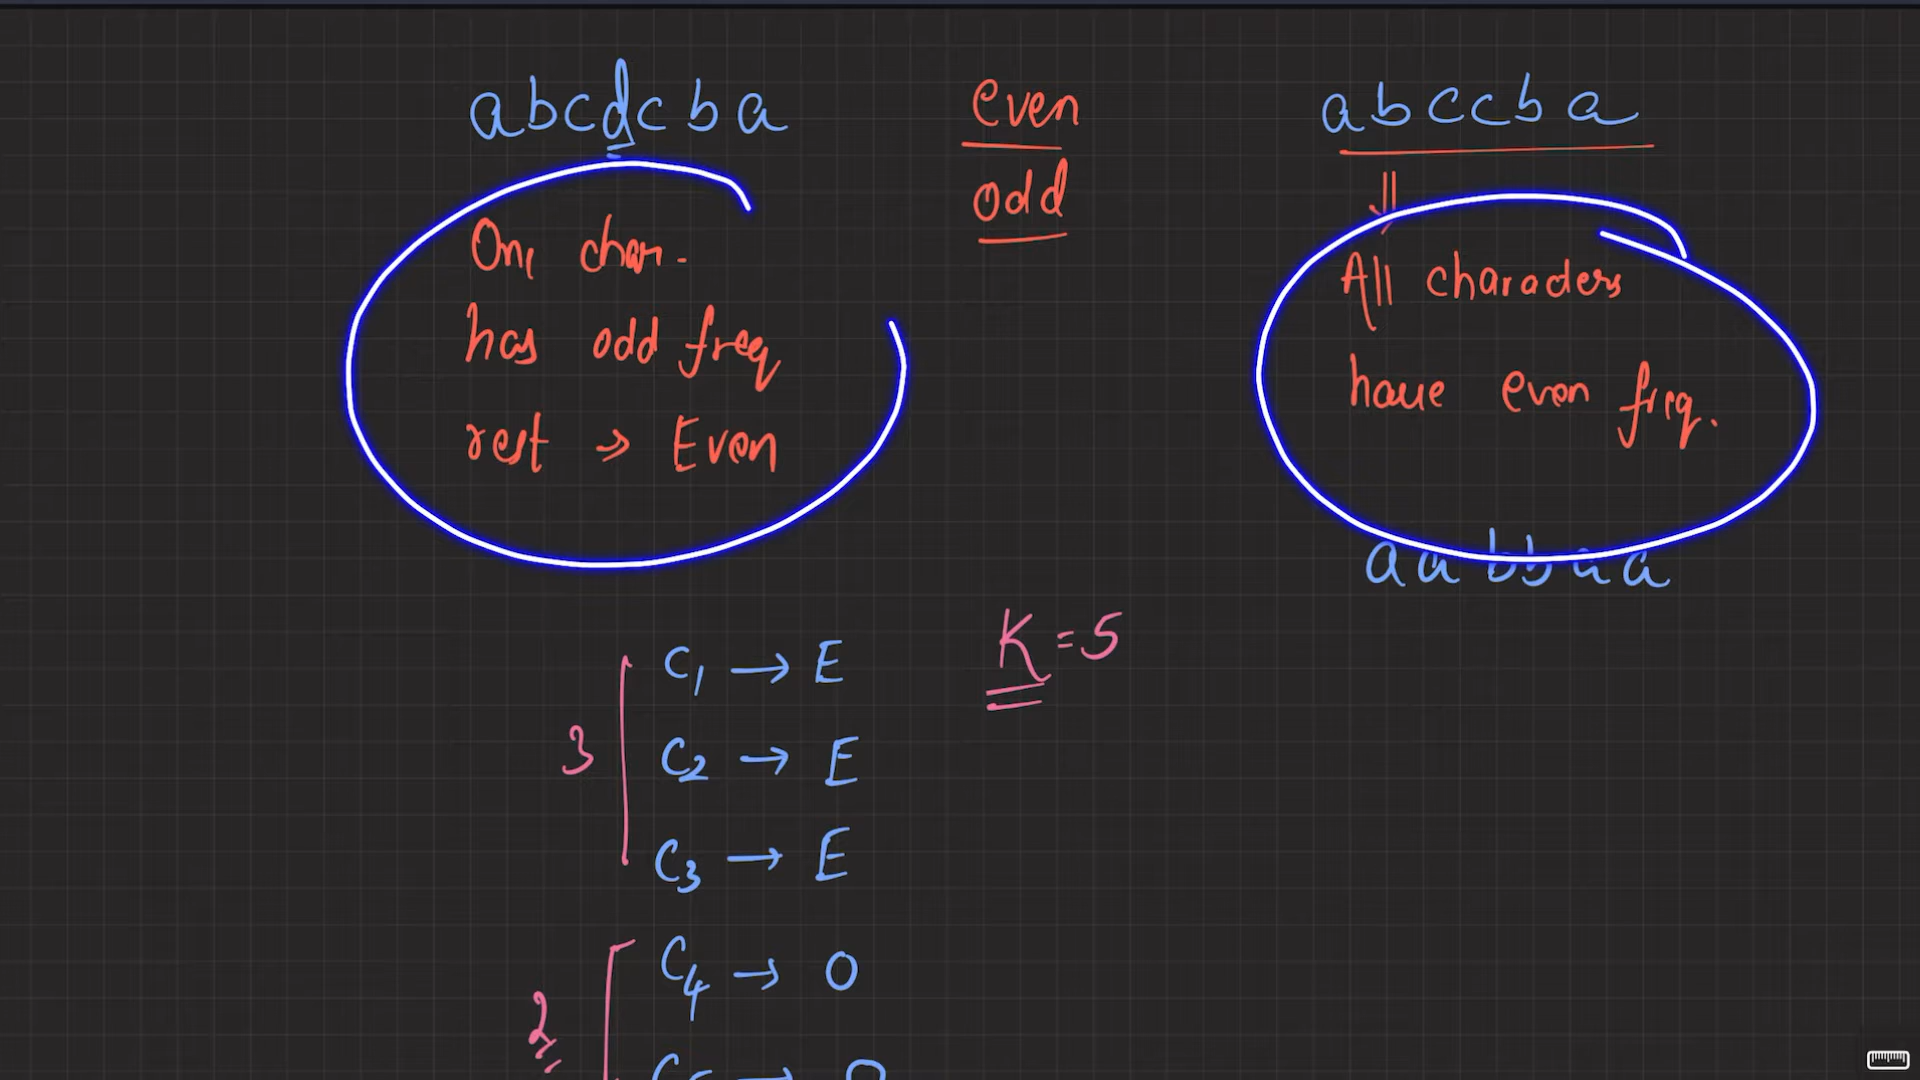 abcdcba
even
abccba
odd
One char.
has odd freq
rest ⇒ Even
All characters
have even freq.
aabbaa
K=5
C1 → E
3
C2 → E
C3 → E
C4 → O
2